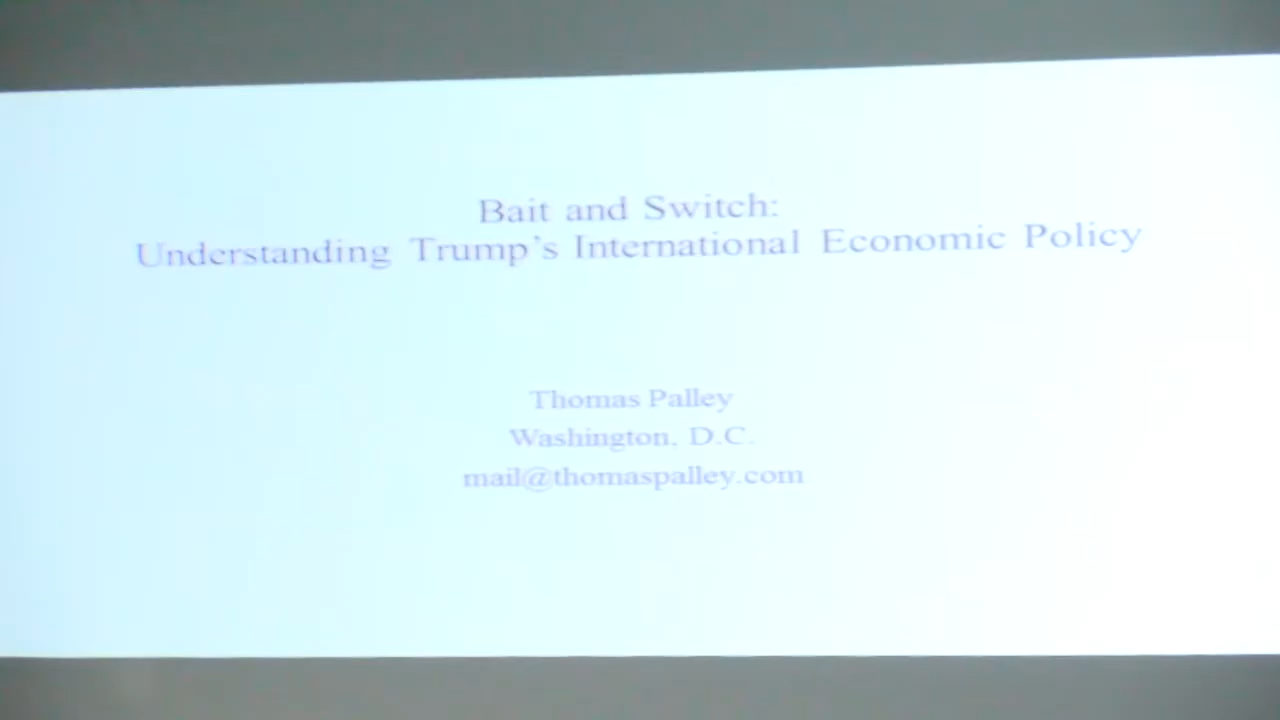 Bait and Switch:
Understanding Trump's International Economic Policy
Thomas Palley
Washington, D.C.
mail@thomaspalley.com